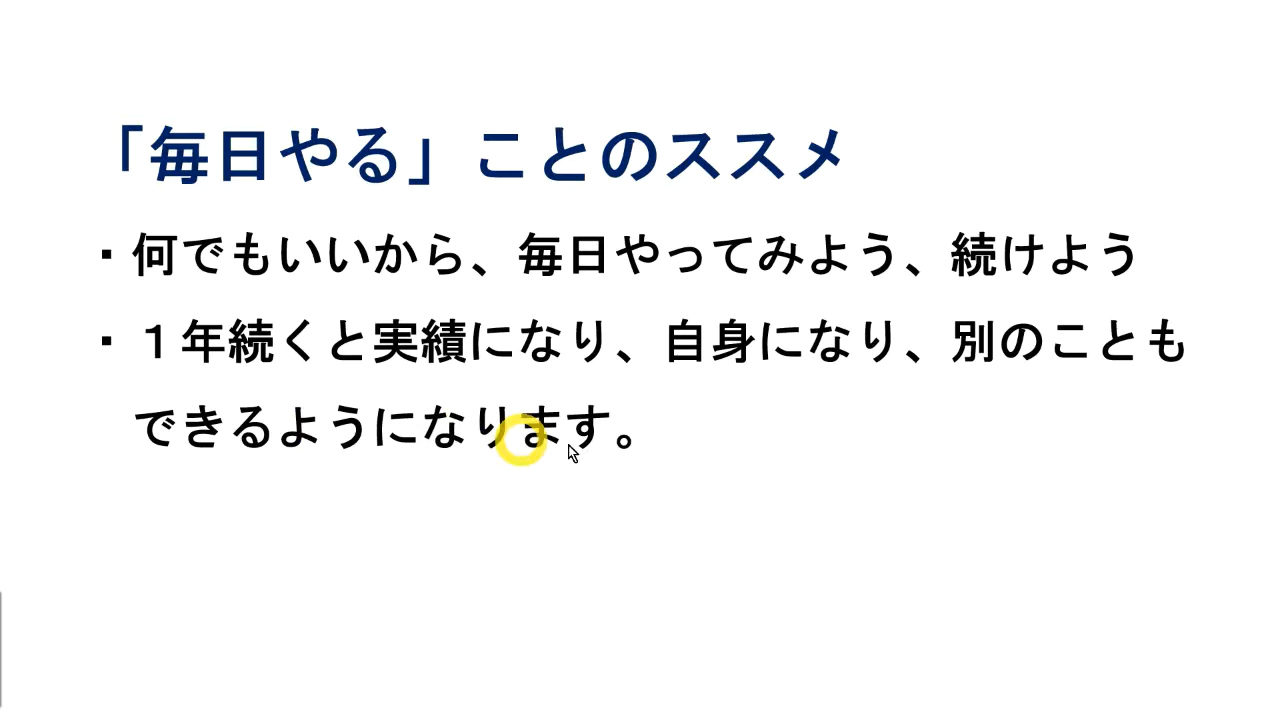 「毎日やる」ことのススメ
・何でもいいから、毎日やってみよう、続けよう
・１年続くと実績になり、自身になり、別のことも
できるようになります。